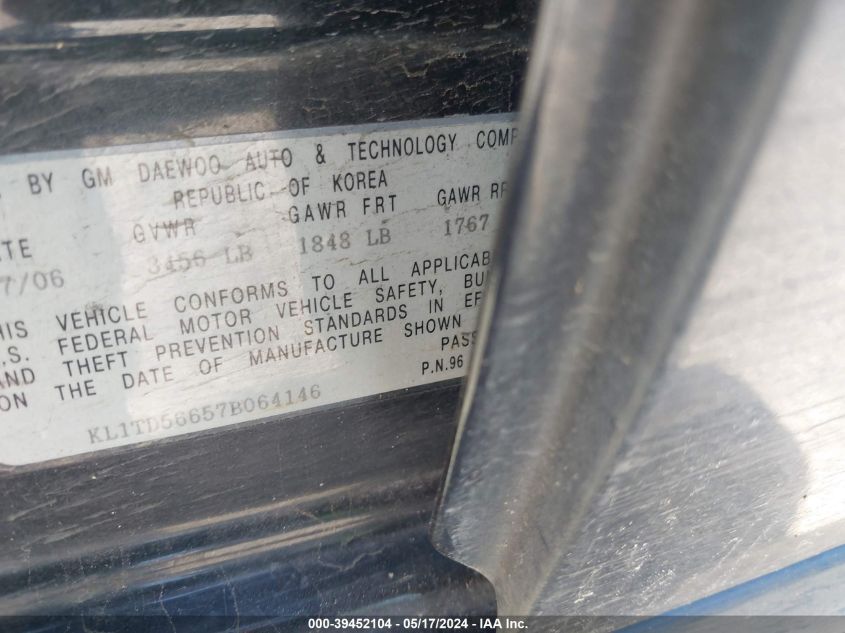 BY GM DAEWOO AUTO & TECHNOLOGY COMP
REPUBLIC OF KOREA
TE GVWR GAWR FRT GAWR RR
7/06 3456 LB 1848 LB 1767
HIS VEHICLE CONFORMS TO ALL APPLICAB
.S. FEDERAL MOTOR VEHICLE SAFETY, BU
AND THEFT PREVENTION STANDARDS IN EF
ON THE DATE OF MANUFACTURE SHOWN
PASS
P.N.96
KL1TD56657B064146
000-39452104 - 05/17/2024 - IAA Inc.